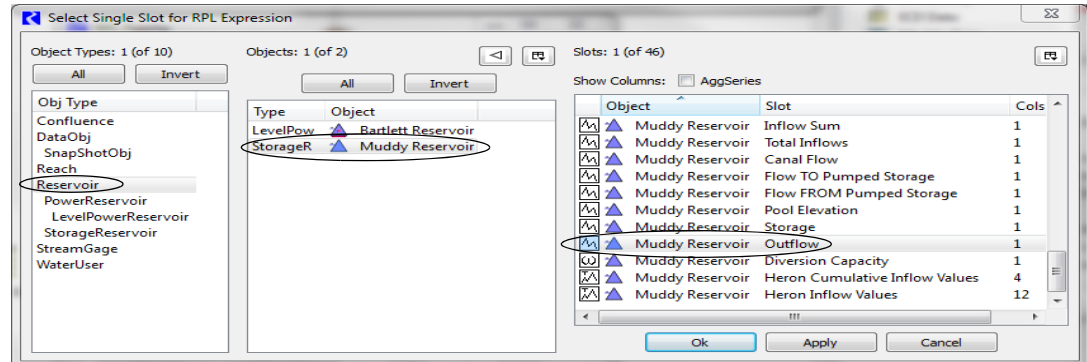 Select Single Slot for RPL Expression
Object Types: 1 (of 10)
All
Invert
Obj Type
Confluence
DataObj
SnapShotObj
Reach
Reservoir
PowerReservoir
LevelPowerReservoir
StorageReservoir
StreamGage
WaterUser
Objects: 1 (of 2)
All
Invert
Type Object
LevelPow Bartlett Reservoir
StorageR Muddy Reservoir
Slots: 1 (of 46)
Show Columns: AggSeries
Object Slot Cols
Muddy Reservoir Inflow Sum 1
Muddy Reservoir Total Inflows 1
Muddy Reservoir Canal Flow 1
Muddy Reservoir Flow TO Pumped Storage 1
Muddy Reservoir Flow FROM Pumped Storage 1
Muddy Reservoir Pool Elevation 1
Muddy Reservoir Storage 1
Muddy Reservoir Outflow 1
Muddy Reservoir Diversion Capacity 1
Muddy Reservoir Heron Cumulative Inflow Values 4
Muddy Reservoir Heron Inflow Values 12
Ok
Apply
Cancel